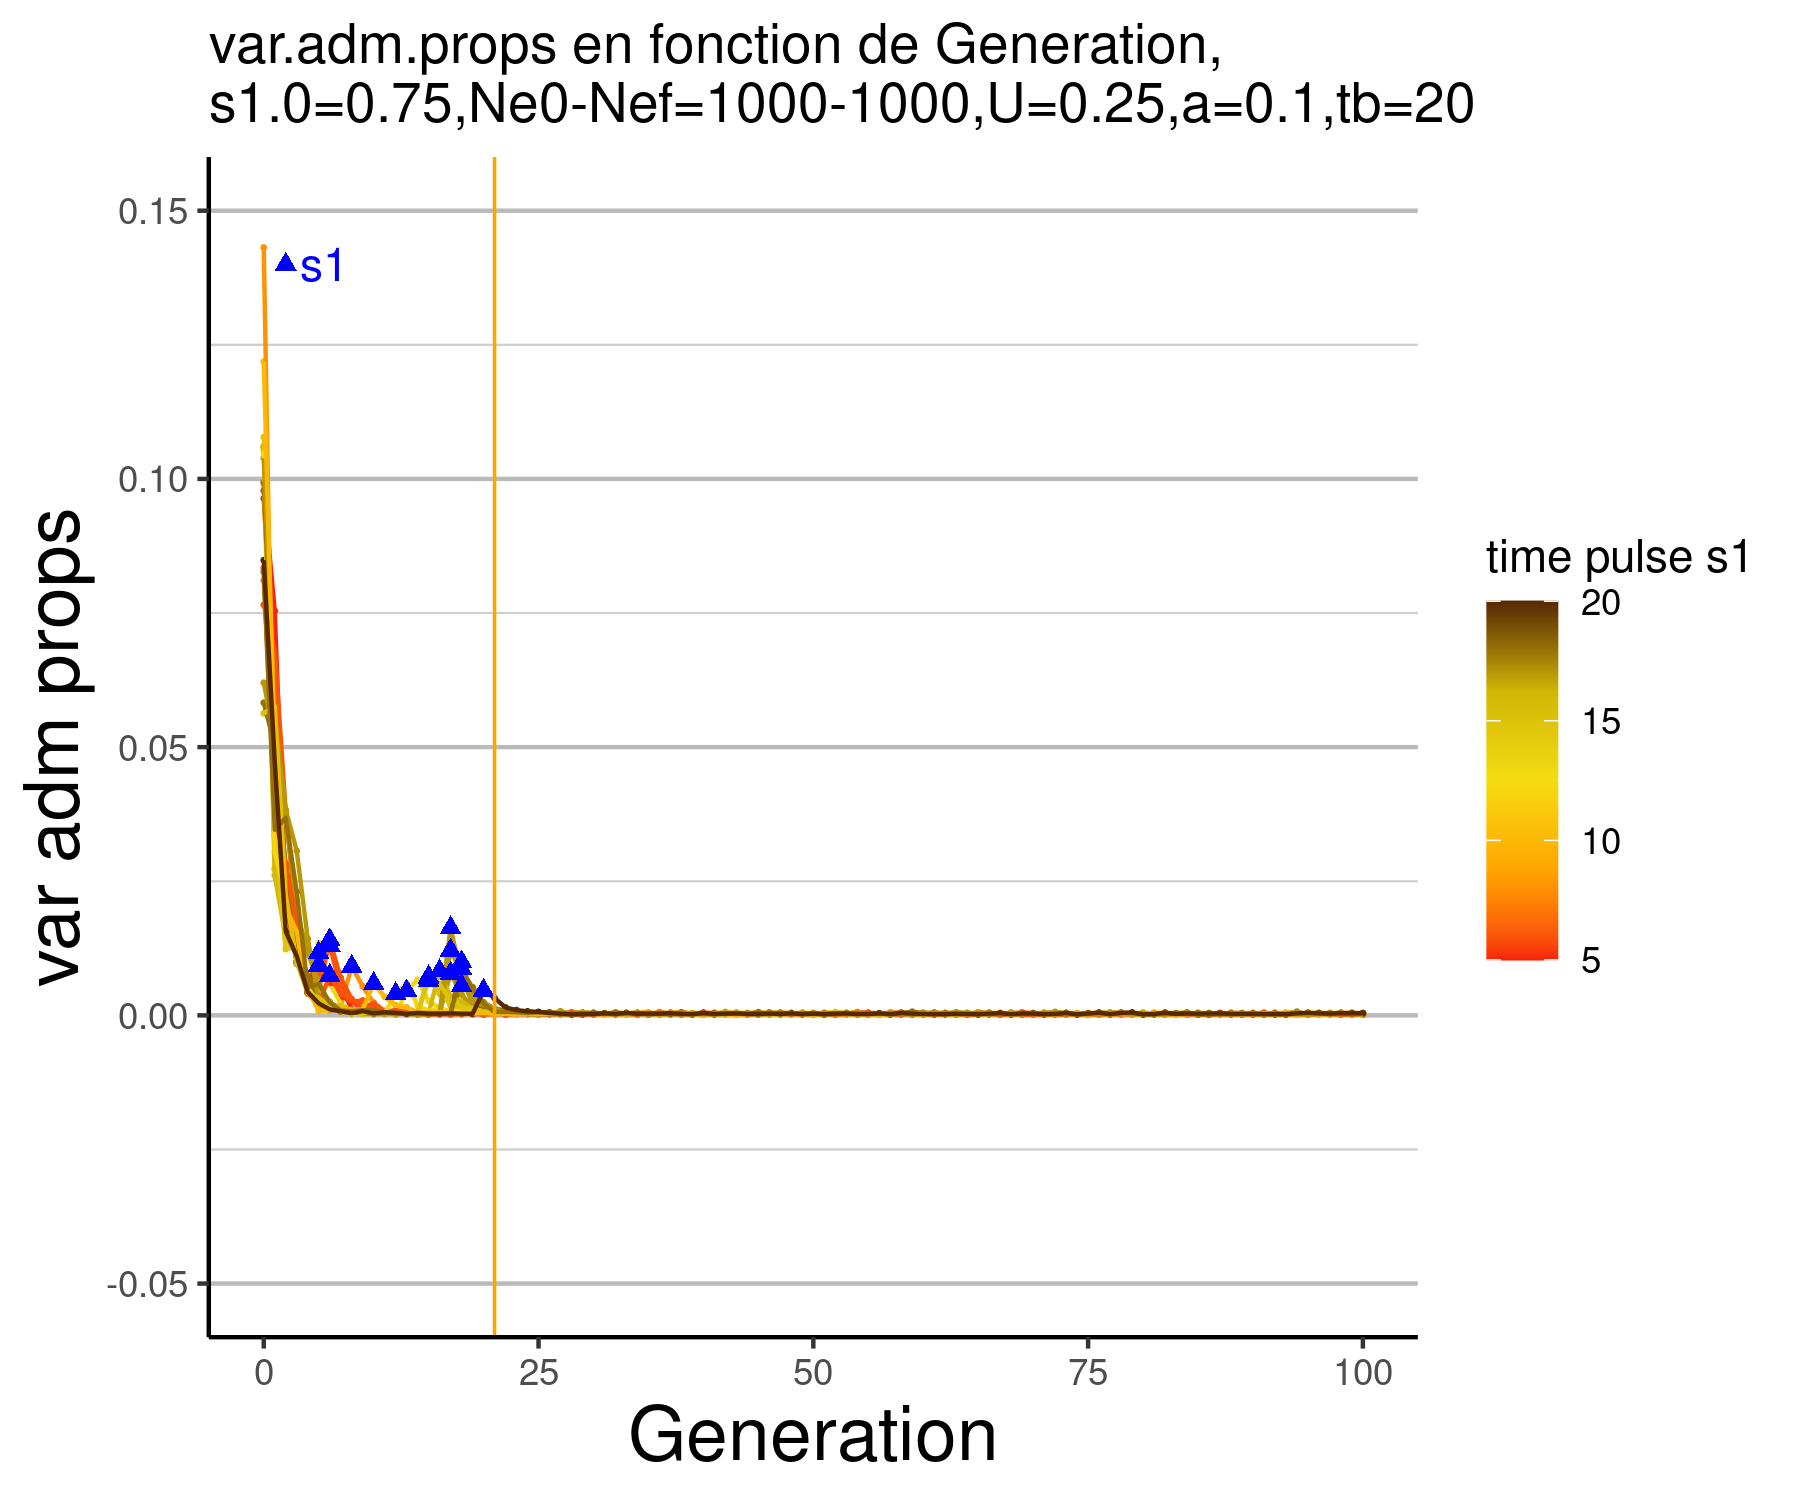 var.adm.props en fonction de Generation,
s1.0=0.75,Ne0-Nef=1000-1000,U=0.25,a=0.1,tb=20
0.15
s1
0.10
0.05
0.00
-0.05
var adm props
0
25
50
75
100
Generation
time pulse s1
20
15
10
5